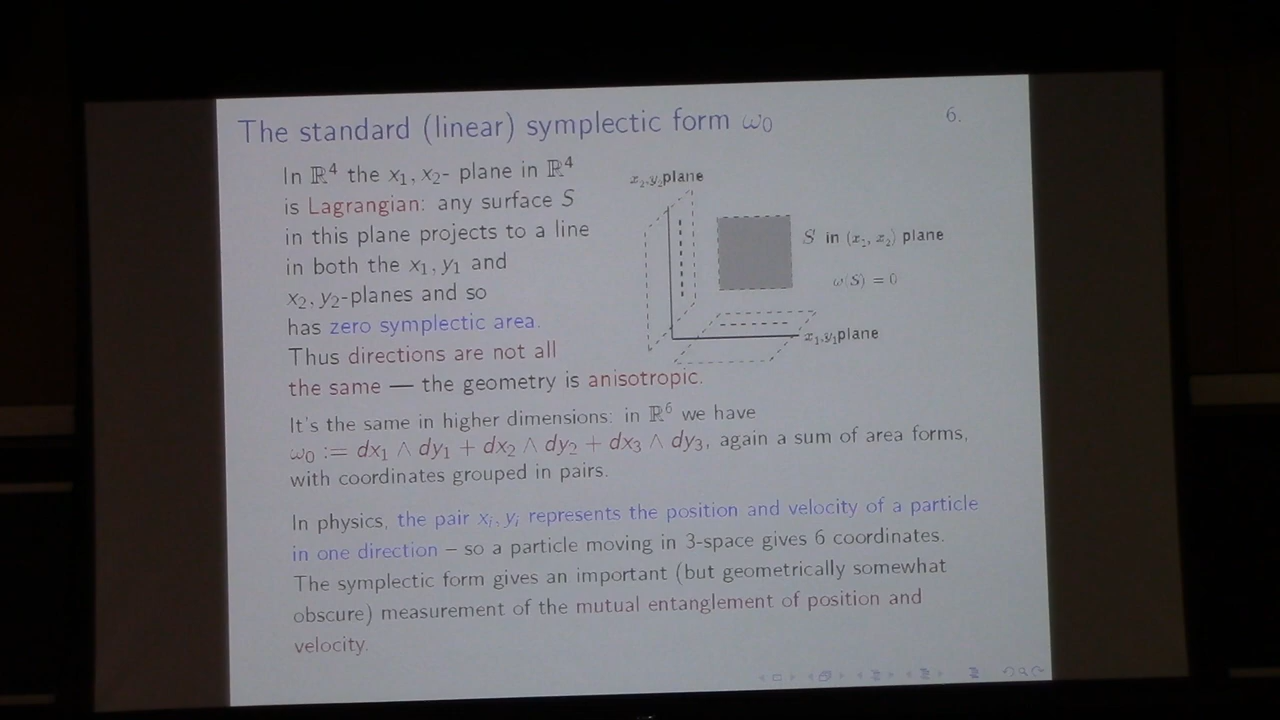 The standard (linear) symplectic form ω₀
6.
In ℝ⁴ the x₁, x₂- plane in ℝ⁴
is Lagrangian: any surface S
in this plane projects to a line
in both the x₁, y₁ and
x₂, y₂-planes and so
has zero symplectic area.
Thus directions are not all
the same — the geometry is anisotropic.
x₂,y₂plane
S in (x₁, x₂) plane
ω(S) = 0
x₁,y₁plane
It's the same in higher dimensions: in ℝ⁶ we have
ω₀ := dx₁ ∧ dy₁ + dx₂ ∧ dy₂ + dx₃ ∧ dy₃, again a sum of area forms,
with coordinates grouped in pairs.
In physics, the pair xᵢ, yᵢ represents the position and velocity of a particle
in one direction – so a particle moving in 3-space gives 6 coordinates.
The symplectic form gives an important (but geometrically somewhat
obscure) measurement of the mutual entanglement of position and
velocity.